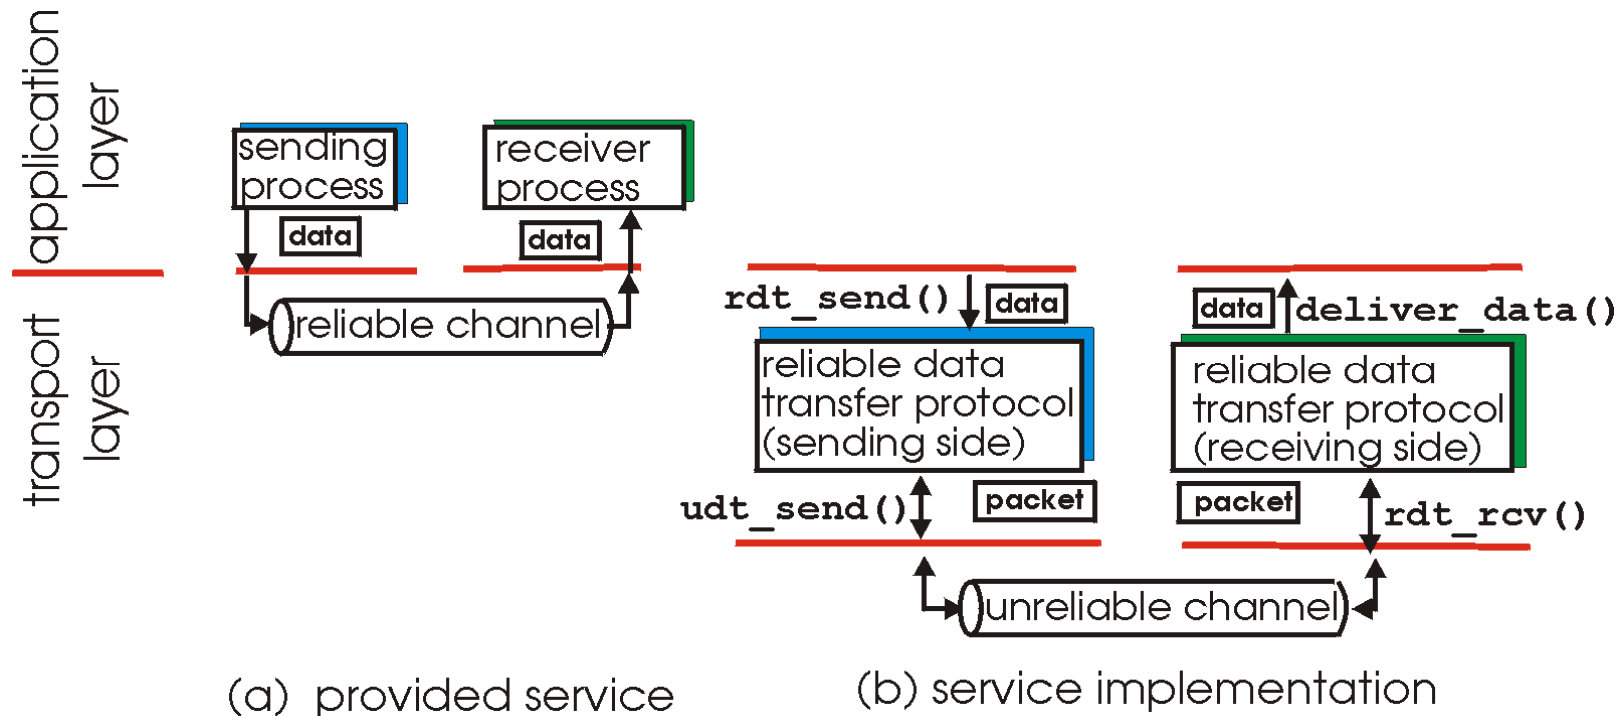 application
layer
transport
layer
sending
process
receiver
process
data
data
reliable channel
(a) provided service
rdt_send()
data
data
deliver_data()
reliable data
transfer protocol
(sending side)
reliable data
transfer protocol
(receiving side)
udt_send()
packet
packet
rdt_rcv()
unreliable channel
(b) service implementation